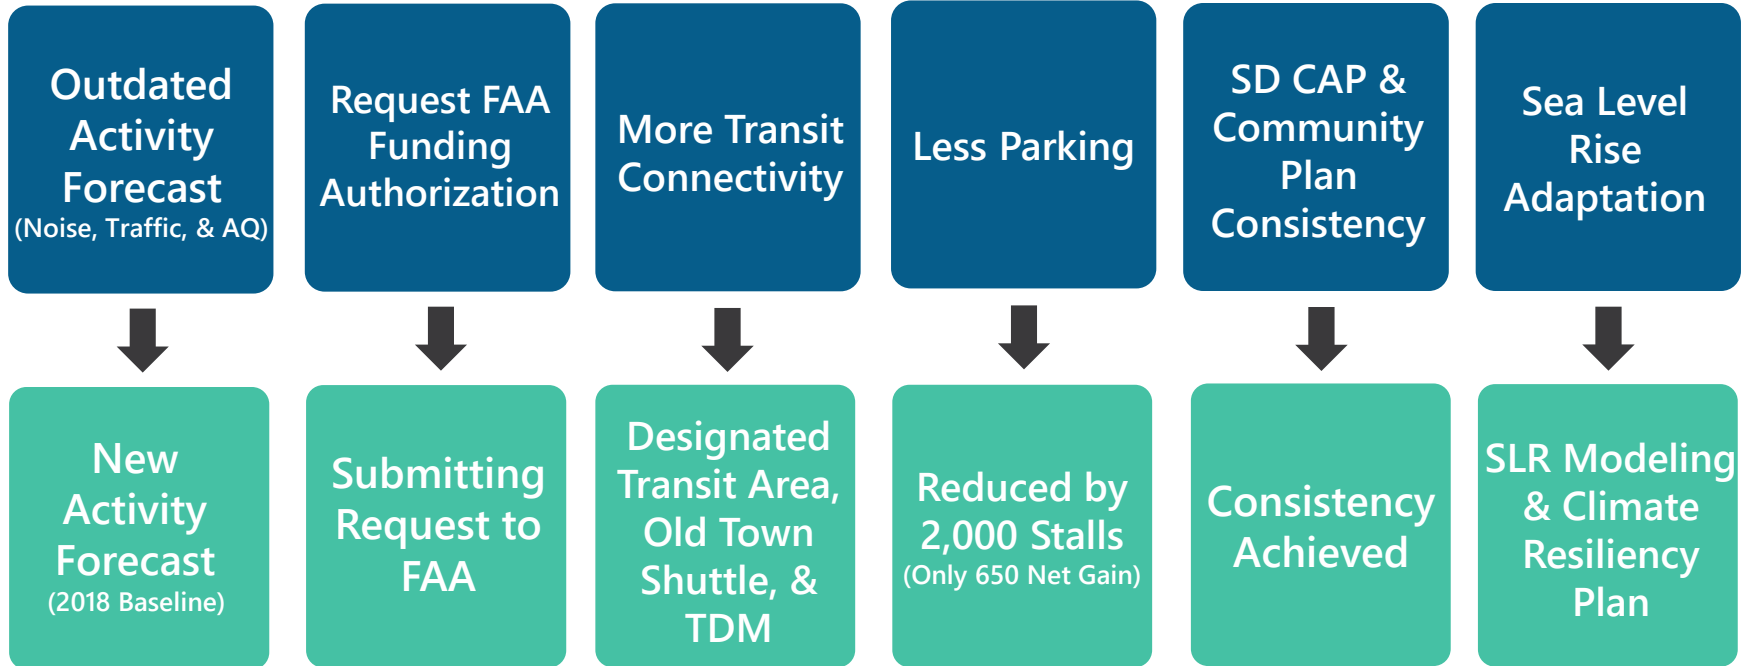 Outdated
Activity
Forecast
(Noise, Traffic, & AQ)
Request FAA
Funding
Authorization
More Transit
Connectivity
Less Parking
SD CAP &
Community
Plan
Consistency
Sea Level
Rise
Adaptation
New
Activity
Forecast
(2018 Baseline)
Submitting
Request to
FAA
Designated
Transit Area,
Old Town
Shuttle, &
TDM
Reduced by
2,000 Stalls
(Only 650 Net Gain)
Consistency
Achieved
SLR Modeling
& Climate
Resiliency
Plan